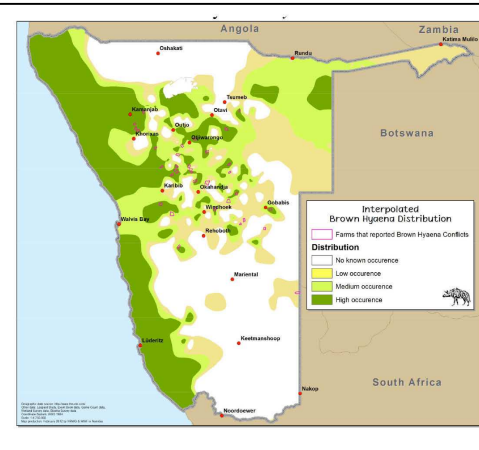 Angola
Zambia
Katima Mulilo
Oshakati
Rundu
Tsumeb
Kamanjab
Otavi
Outjo
Khorixas
Otjiwarongo
Botswana
Karibib
Okahandja
Gobabis
Windhoek
Walvis Bay
Rehoboth
Interpolated
Brown Hyaena Distribution
Farms that reported Brown Hyaena Conflicts
Distribution
No known occurence
Low occurence
Medium occurence
High occurence
Mariental
Lüderitz
Keetmanshoop
South Africa
Nakop
Noordoewer